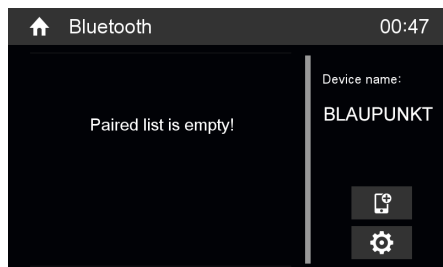 Bluetooth
00:47
Paired list is empty!
Device name:
BLAUPUNKT